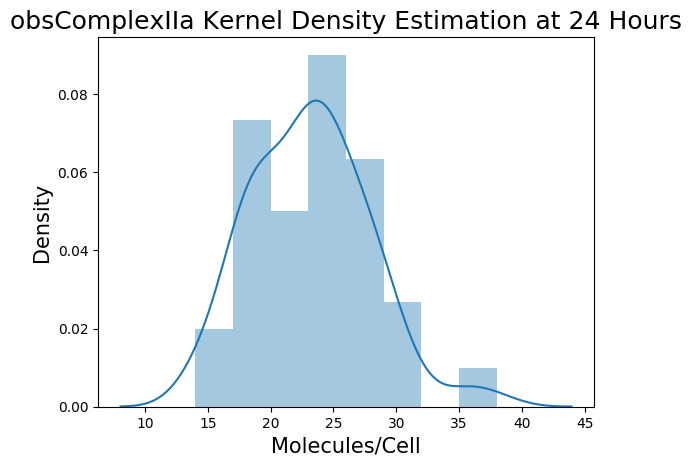 obsComplexIIa Kernel Density Estimation at 24 Hours
Density
0.08
0.06
0.04
0.02
0.00
10 15 20 25 30 35 40 45
Molecules/Cell